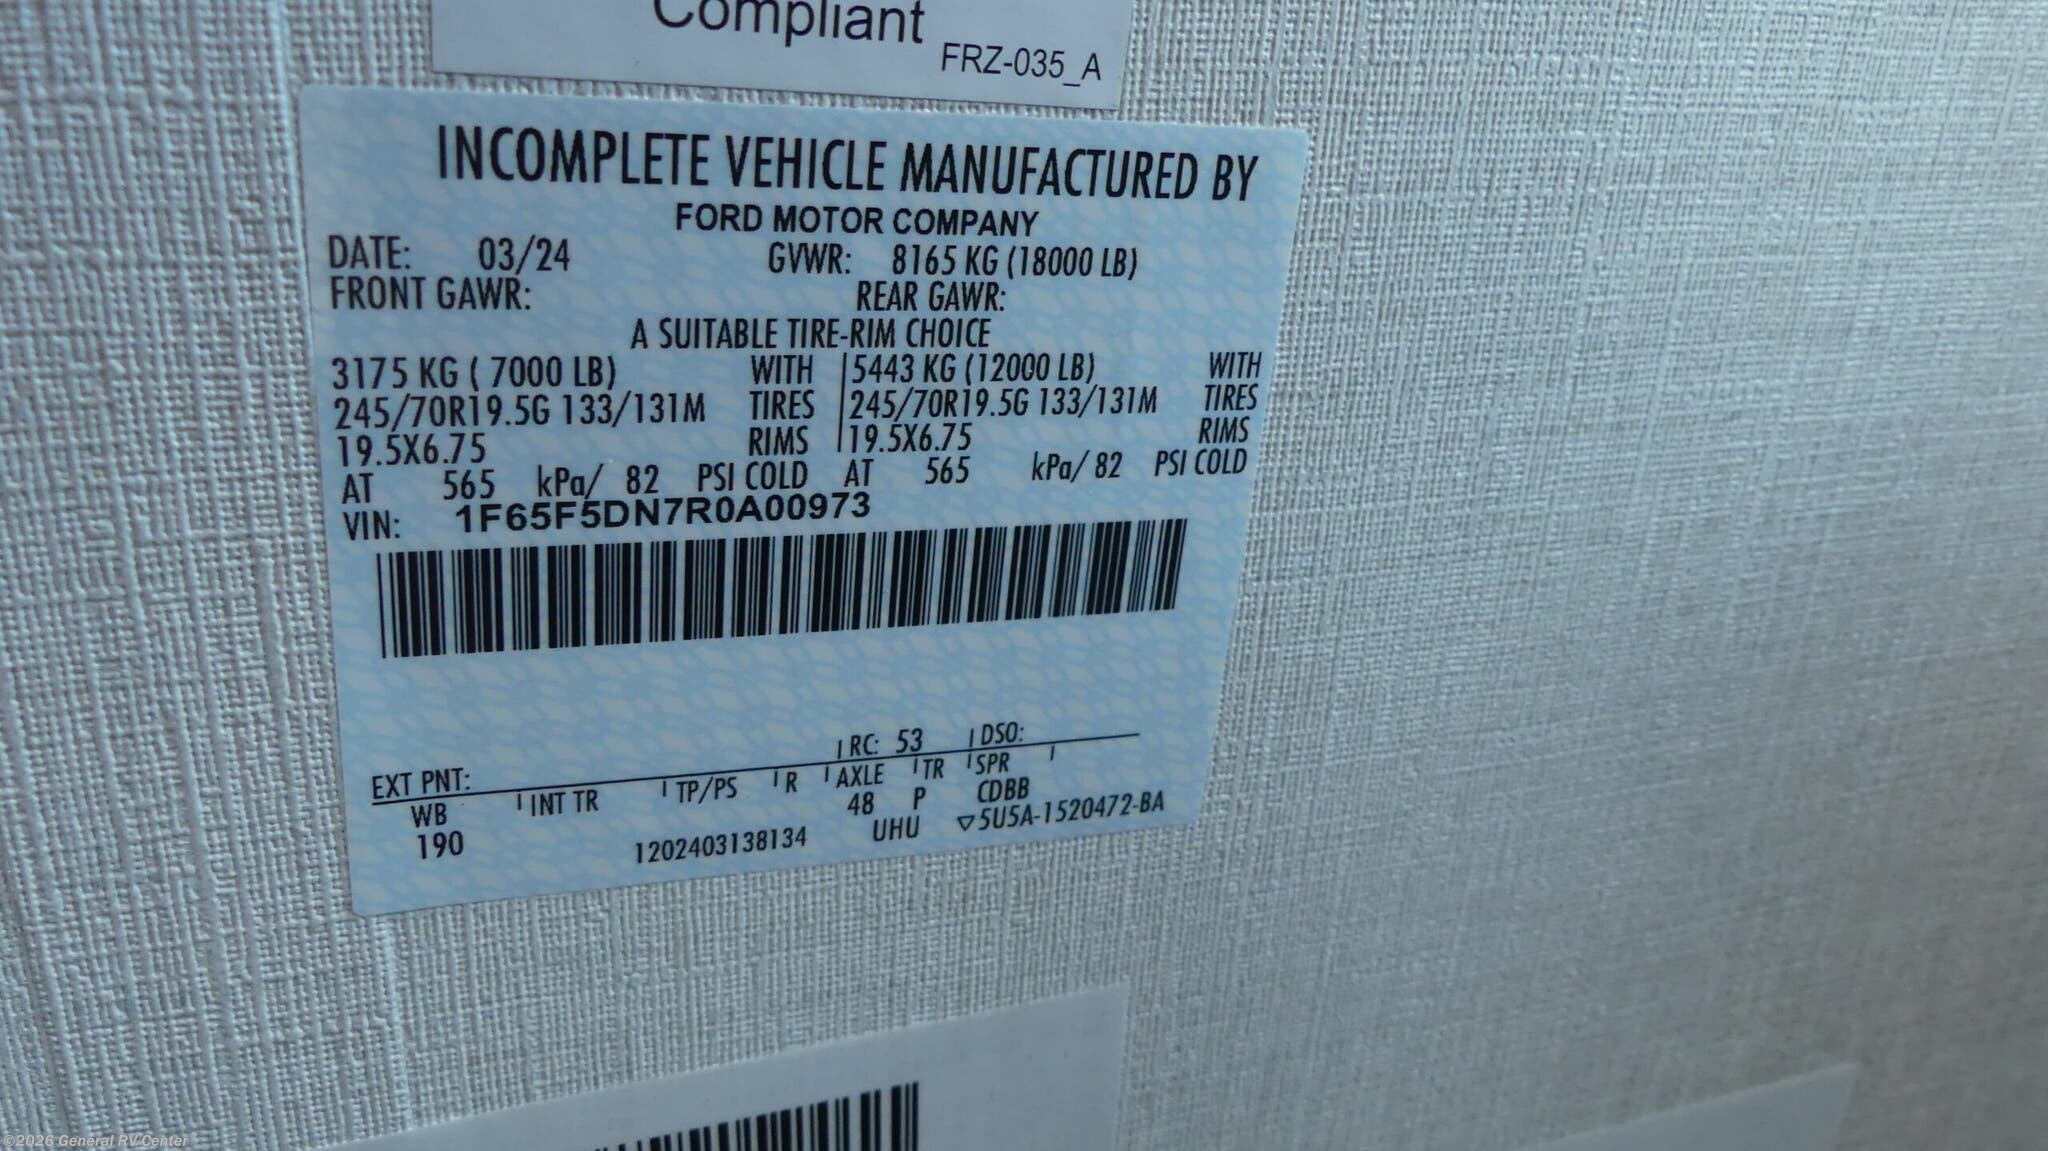 Compliant
FRZ-035_A
INCOMPLETE VEHICLE MANUFACTURED BY
FORD MOTOR COMPANY
DATE: 03/24 GVWR: 8165 KG (18000 LB)
FRONT GAWR: REAR GAWR:
A SUITABLE TIRE-RIM CHOICE
3175 KG ( 7000 LB) WITH 5443 KG (12000 LB) WITH
245/70R19.5G 133/131M TIRES 245/70R19.5G 133/131M TIRES
19.5X6.75 RIMS 19.5X6.75 RIMS
AT 565 kPa/ 82 PSI COLD AT 565 kPa/ 82 PSI COLD
VIN: 1F65F5DN7R0A00973
EXT PNT: RC: 53 DSO:
WB INT TR TP/PS R AXLE TR SPR
190 48 P CDBB
1202403138134 UHU ▽5U5A-1520472-BA
©2026 General RV Center